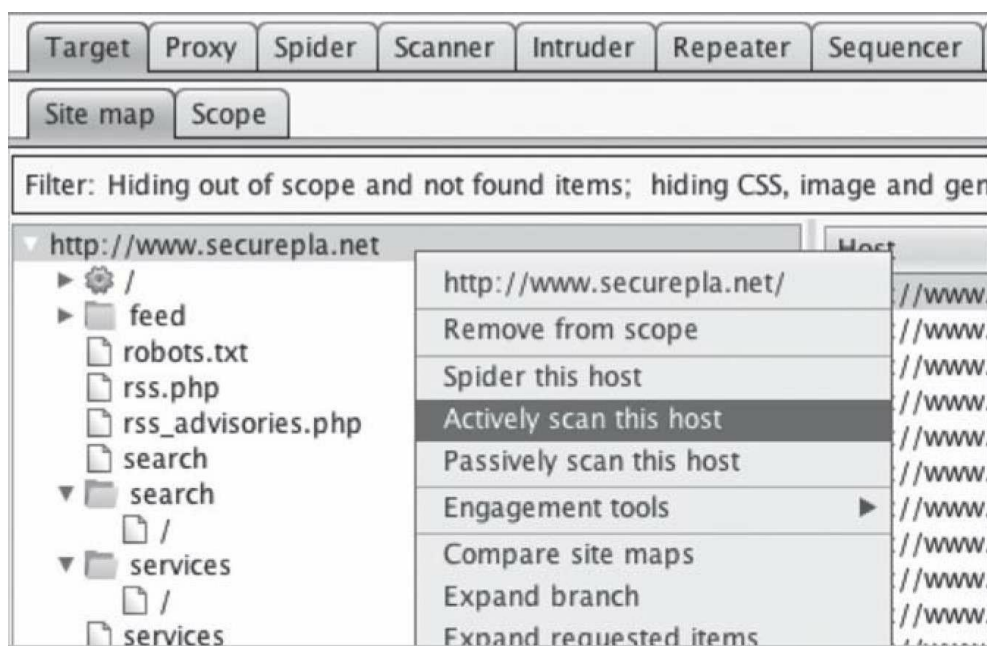 Target Proxy Spider Scanner Intruder Repeater Sequencer
Site map Scope
Filter: Hiding out of scope and not found items; hiding CSS, image and gen
http://www.securepla.net
/
feed
robots.txt
rss.php
rss_advisories.php
search
search
/
services
/
services
http://www.securepla.net/
Remove from scope
Spider this host
Actively scan this host
Passively scan this host
Engagement tools
Compare site maps
Expand branch
Expand requested items
Host
://www.
://www.
://www.
://www.
://www.
://www.
://www.
://www.
://www.
://www.